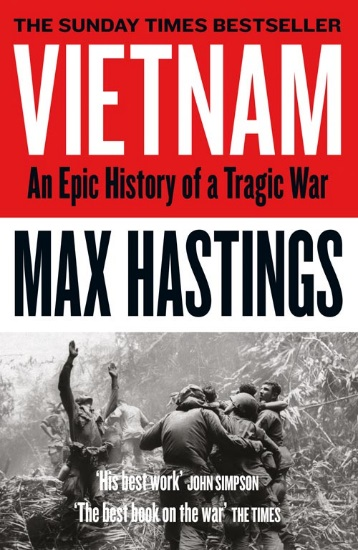 THE SUNDAY TIMES BESTSELLER
VIETNAM
An Epic History of a Tragic War
MAX HASTINGS
'His best work' JOHN SIMPSON
'The best book on the war' THE TIMES